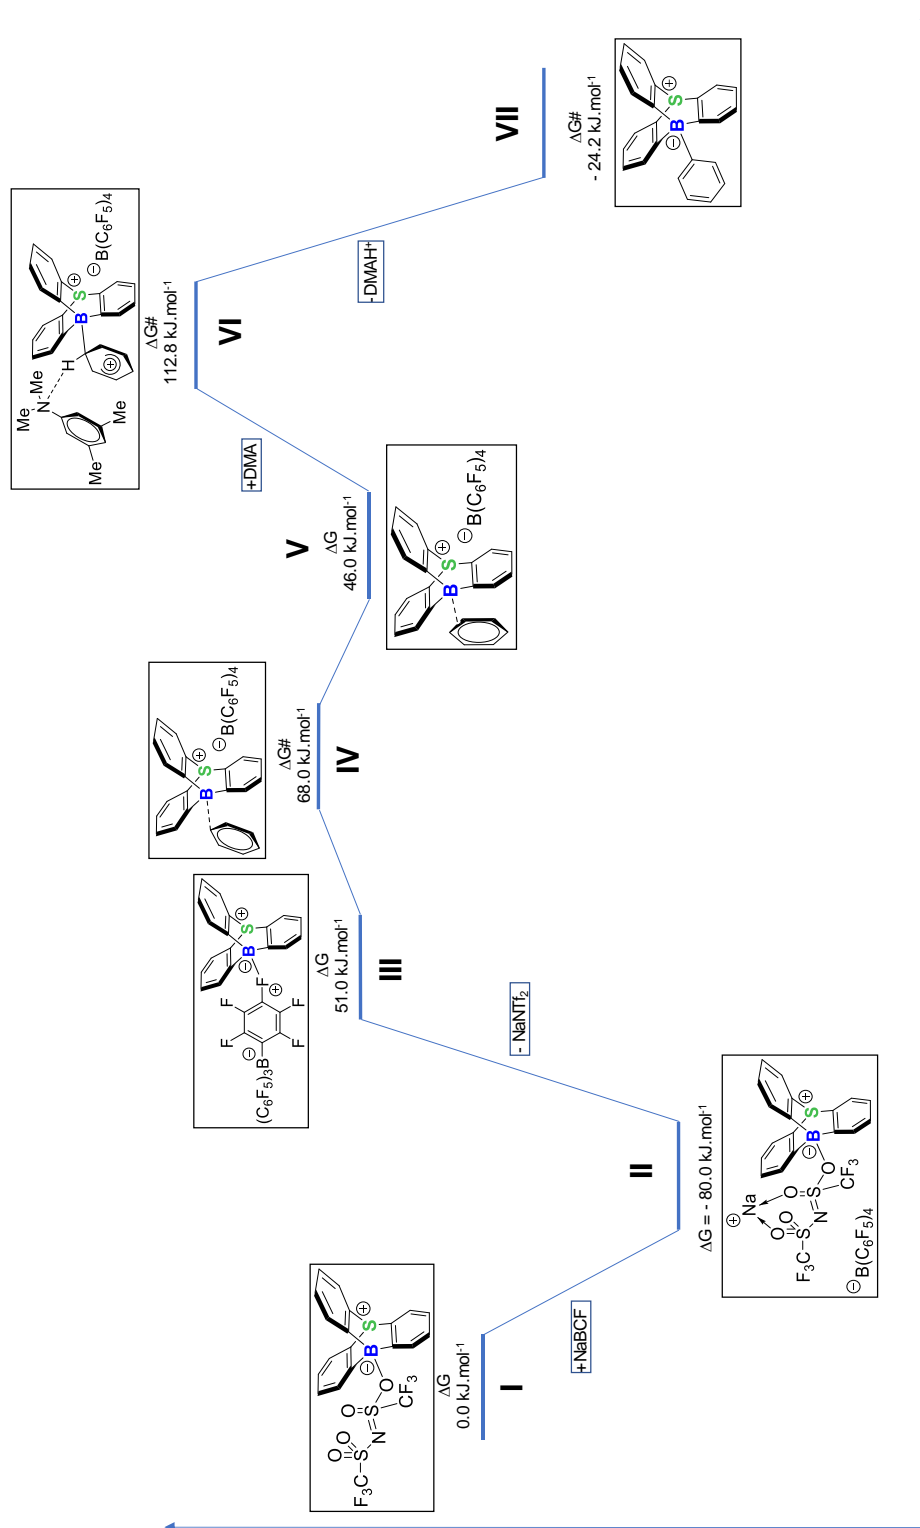 F₃C
S
O
O
N
S
O
O
CF₃
B
S
ΔG
0.0 kJ.mol⁻¹
I
+NaBCF
Na
O
O
O
S
N
S
O
F₃C
CF₃
B
S
B(C₆F₅)₄
ΔG = - 80.0 kJ.mol⁻¹
II
- NaNTf₂
(C₆F₅)₃B
F
F
F
F
F
B
S
ΔG
51.0 kJ.mol⁻¹
III
B
S
B(C₆F₅)₄
ΔG#
68.0 kJ.mol⁻¹
IV
V
ΔG
46.0 kJ.mol⁻¹
B
S
B(C₆F₅)₄
+DMA
Me
Me
N
H
Me
Me
B
S
B(C₆F₅)₄
ΔG#
112.8 kJ.mol⁻¹
VI
-DMAH⁺
VII
ΔG#
- 24.2 kJ.mol⁻¹
B
S